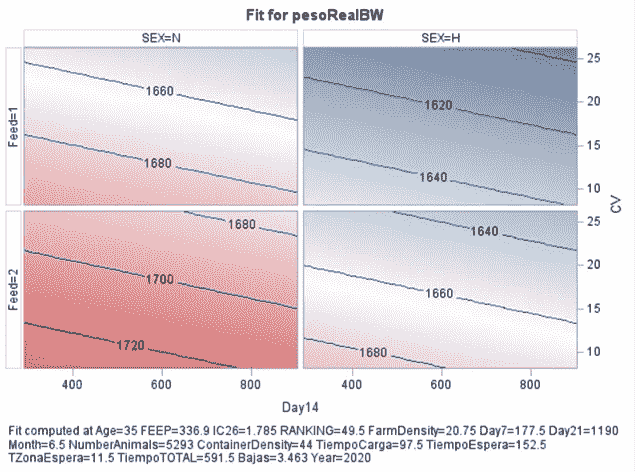 Fit for pesoRealBW
SEX=N SEX=H
Feed=1
1660
1680
1620
1640
25
20
15
10
Feed=2
1680
1700
1720
1640
1660
1680
25
20
15
10
CV
400 600 800 400 600 800
Day14
Fit computed at Age=35 FEEP=336.9 IC26=1.785 RANKING=49.5 FarmDensity=20.75 Day7=177.5 Day21=1190
Month=6.5 NumberAnimals=5293 ContainerDensity=44 TiempoCarga=97.5 TiempoEspera=152.5
TZonaEspera=11.5 TiempoTOTAL=591.5 Bajas=3.463 Year=2020